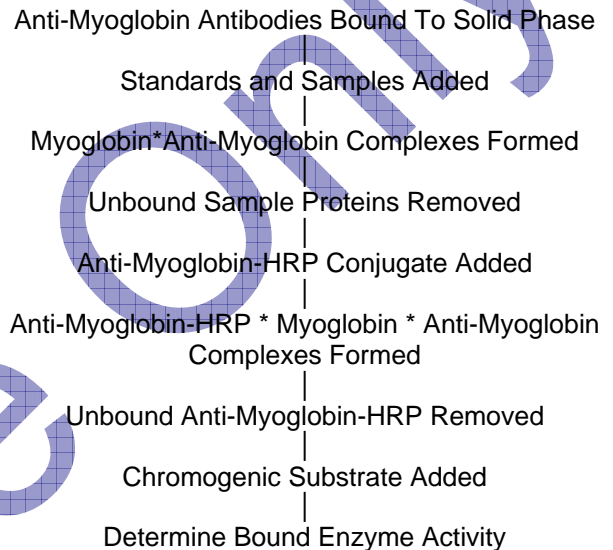 Anti-Myoglobin Antibodies Bound To Solid Phase
Standards and Samples Added
Myoglobin*Anti-Myoglobin Complexes Formed
Unbound Sample Proteins Removed
Anti-Myoglobin-HRP Conjugate Added
Anti-Myoglobin-HRP * Myoglobin * Anti-Myoglobin
Complexes Formed
Unbound Anti-Myoglobin-HRP Removed
Chromogenic Substrate Added
Determine Bound Enzyme Activity